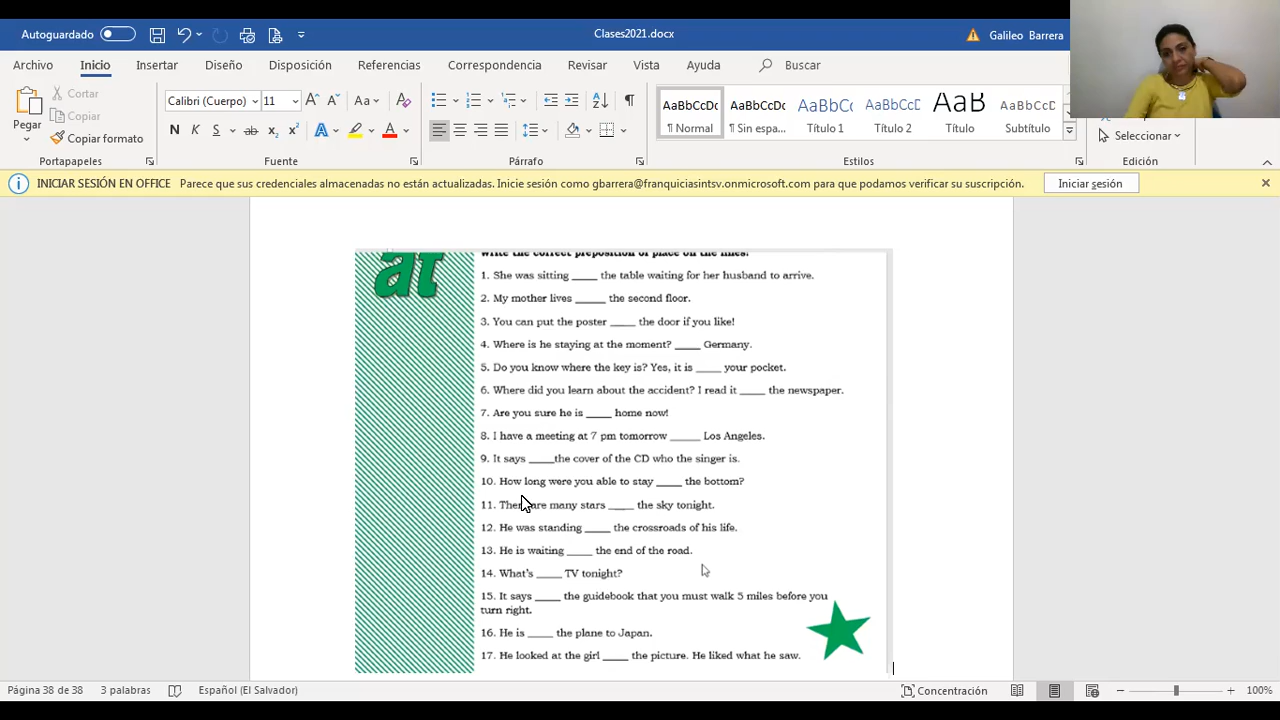 Autoguardado
Clases2021.docx
Galileo Barrera
Archivo Inicio Insertar Diseño Disposición Referencias Correspondencia Revisar Vista Ayuda Buscar
Pegar
Cortar
Copiar
Copiar formato
Calibri (Cuerpo) 11
AaBbCcDc AaBbCcDc AaBbCc AaBbCcD AaB AaBbCcD
¶ Normal ¶ Sin espa... Título 1 Título 2 Título Subtítulo
Seleccionar
Portapapeles Fuente Párrafo Estilos Edición
INICIAR SESIÓN EN OFFICE Parece que sus credenciales almacenadas no están actualizadas. Inicie sesión como gbarrera@franquiciasintsv.onmicrosoft.com para que podamos verificar su suscripción. Iniciar sesión
at
Write the correct preposition of place on the lines!
1. She was sitting ____ the table waiting for her husband to arrive.
2. My mother lives _____ the second floor.
3. You can put the poster ____ the door if you like!
4. Where is he staying at the moment? ____ Germany.
5. Do you know where the key is? Yes, it is ____ your pocket.
6. Where did you learn about the accident? I read it ____ the newspaper.
7. Are you sure he is ____ home now!
8. I have a meeting at 7 pm tomorrow _____ Los Angeles.
9. It says ____the cover of the CD who the singer is.
10. How long were you able to stay ____ the bottom?
11. There are many stars ____ the sky tonight.
12. He was standing ____ the crossroads of his life.
13. He is waiting ____ the end of the road.
14. What's ____ TV tonight?
15. It says ____ the guidebook that you must walk 5 miles before you
turn right.
16. He is ____ the plane to Japan.
17. He looked at the girl ____ the picture. He liked what he saw.
Página 38 de 38 3 palabras Español (El Salvador) Concentración 100%